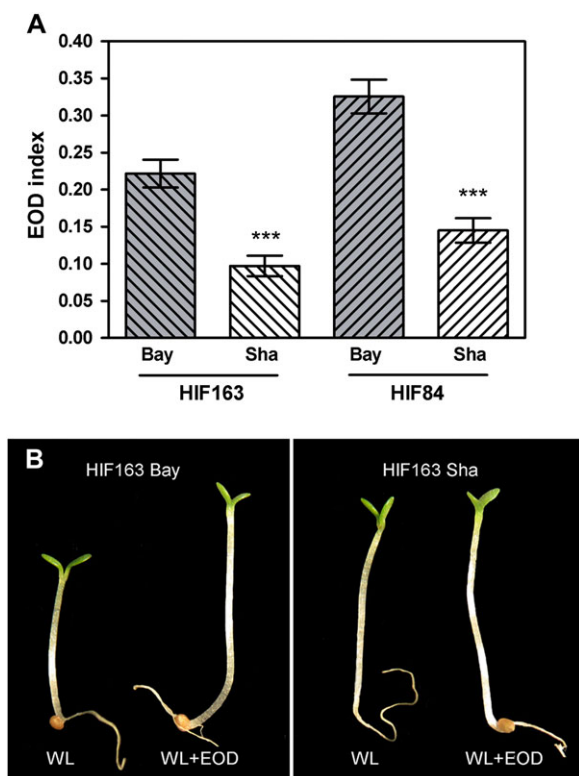 A
EOD index
0.40
0.35
0.30
0.25
0.20
0.15
0.10
0.05
0.00
***
***
Bay Sha Bay Sha
HIF163 HIF84
B
HIF163 Bay HIF163 Sha
WL WL+EOD WL WL+EOD